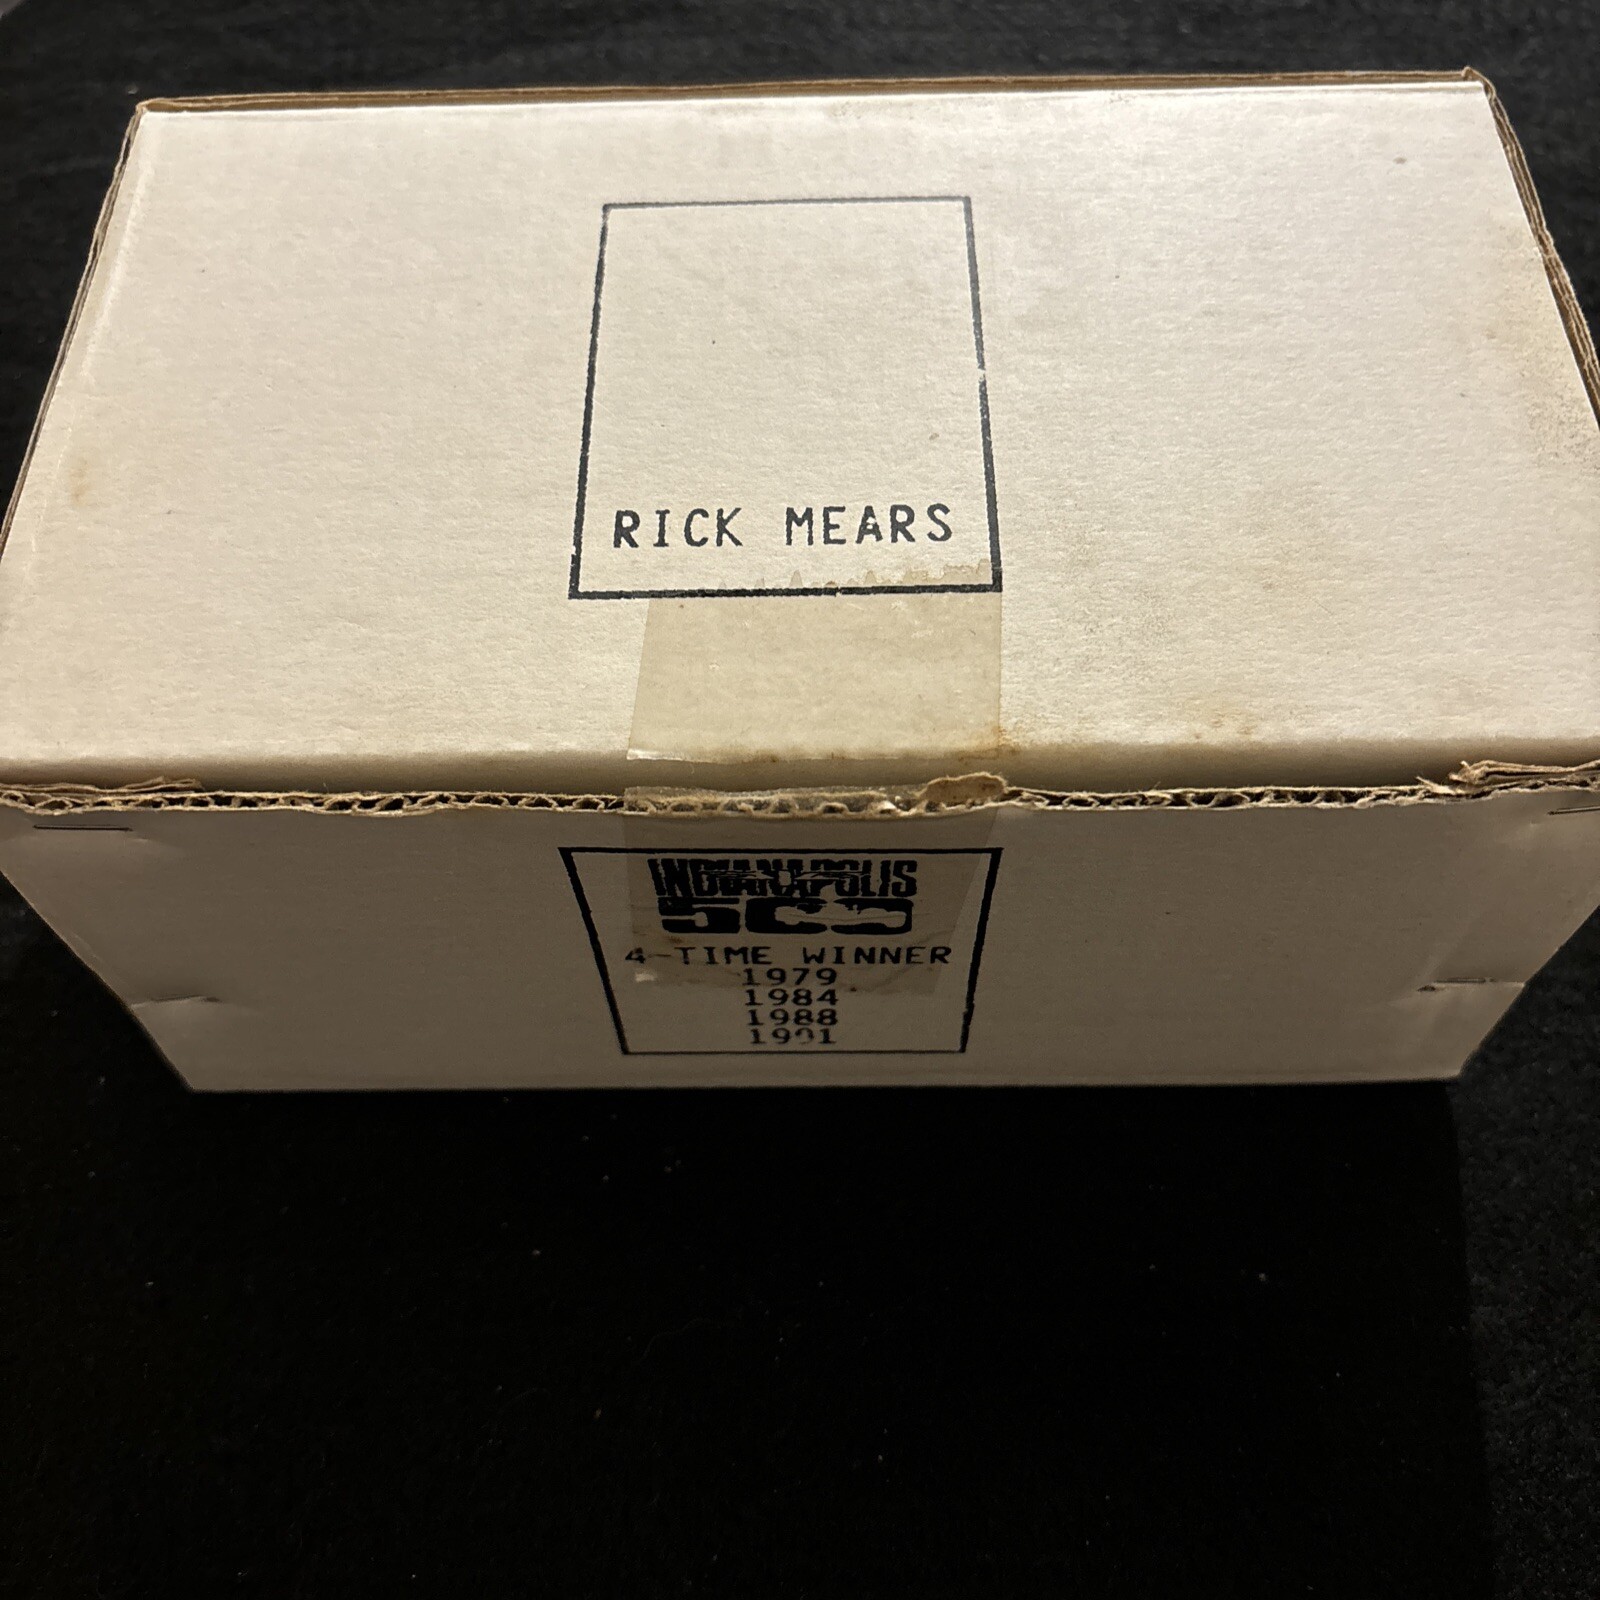 RICK MEARS
INDIANAPOLIS
500
4-TIME WINNER
1979
1984
1988
1991